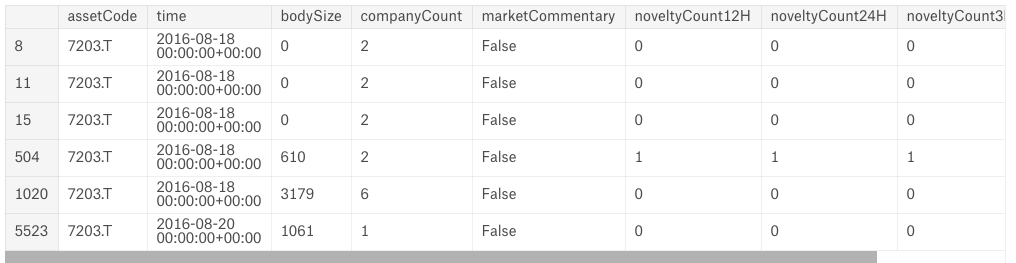 assetCode time bodySize companyCount marketCommentary noveltyCount12H noveltyCount24H noveltyCount3
8 7203.T 2016-08-18 00:00:00+00:00 0 2 False 0 0 0
11 7203.T 2016-08-18 00:00:00+00:00 0 2 False 0 0 0
15 7203.T 2016-08-18 00:00:00+00:00 0 2 False 0 0 0
504 7203.T 2016-08-18 00:00:00+00:00 610 2 False 1 1 1
1020 7203.T 2016-08-18 00:00:00+00:00 3179 6 False 0 0 0
5523 7203.T 2016-08-20 00:00:00+00:00 1061 1 False 0 0 0